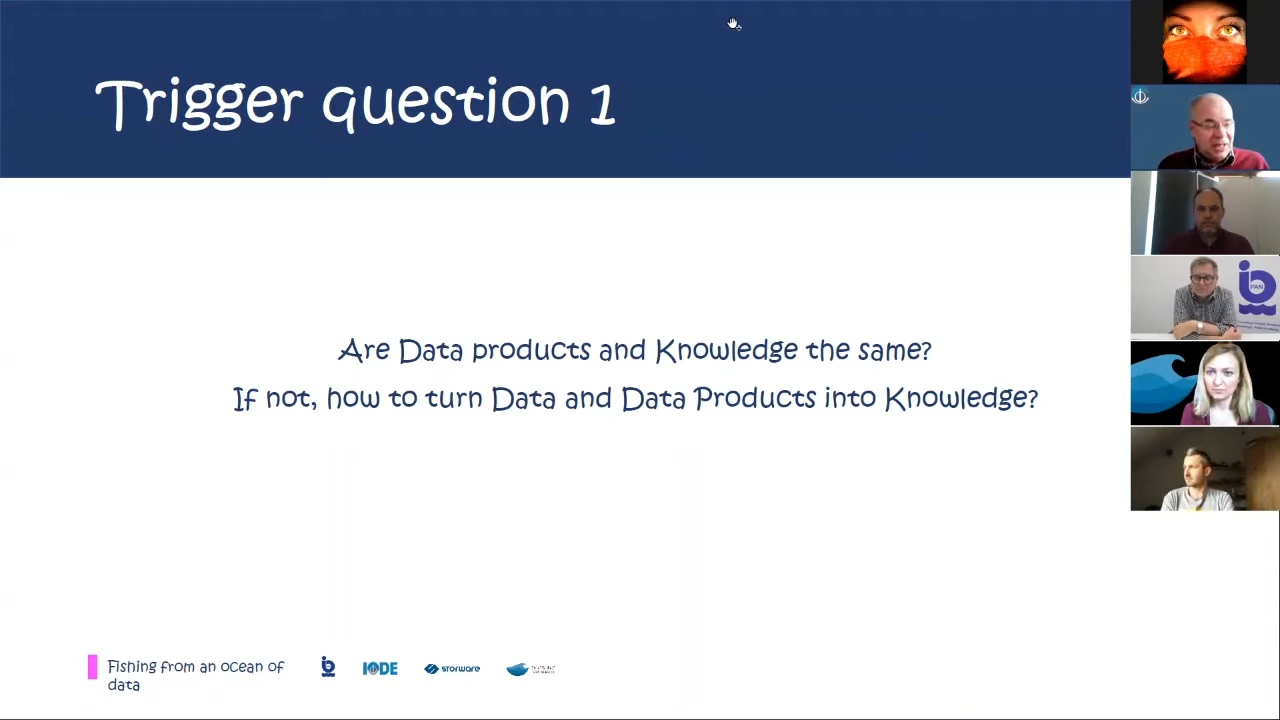 Trigger question 1
Are Data products and Knowledge the same?
If not, how to turn Data and Data Products into Knowledge?
Fishing from an ocean of
data
IODE
STORWARE
PAN